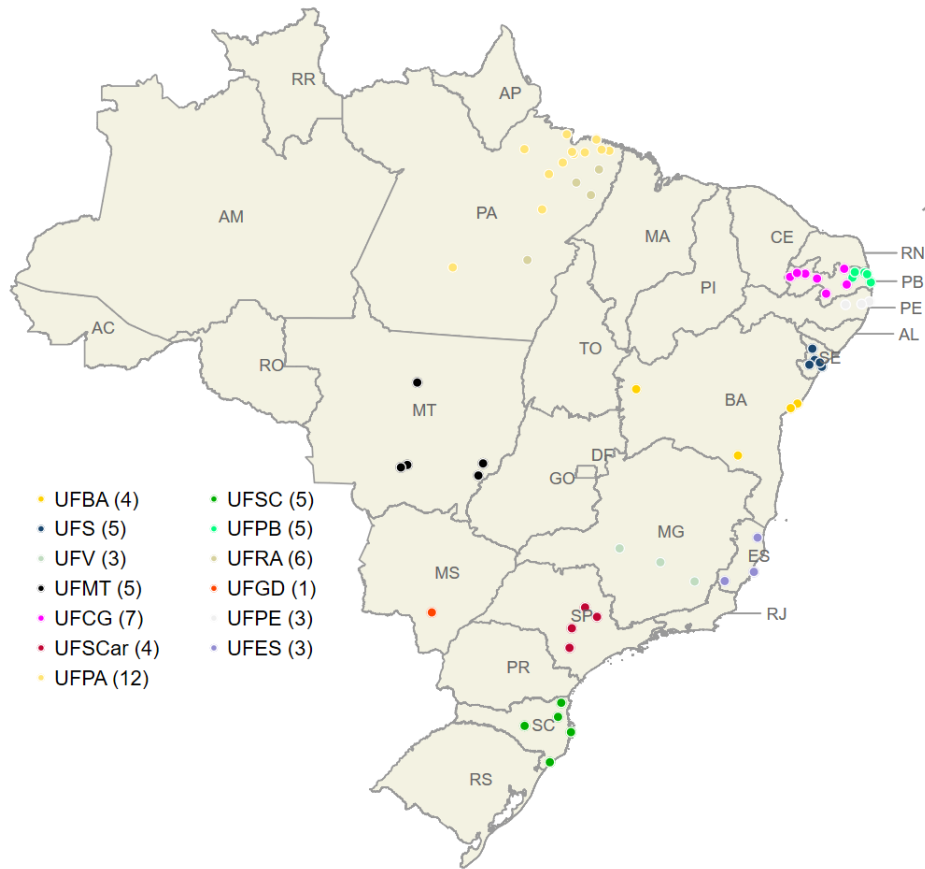 RR
AP
AM
PA
MA
CE
RN
PB
PI
PE
AC
AL
TO
SE
RO
BA
MT
DF
GO
MG
ES
MS
SP
RJ
PR
SC
RS
UFBA (4)
UFS (5)
UFV (3)
UFMT (5)
UFCG (7)
UFSCar (4)
UFPA (12)
UFSC (5)
UFPB (5)
UFRA (6)
UFGD (1)
UFPE (3)
UFES (3)